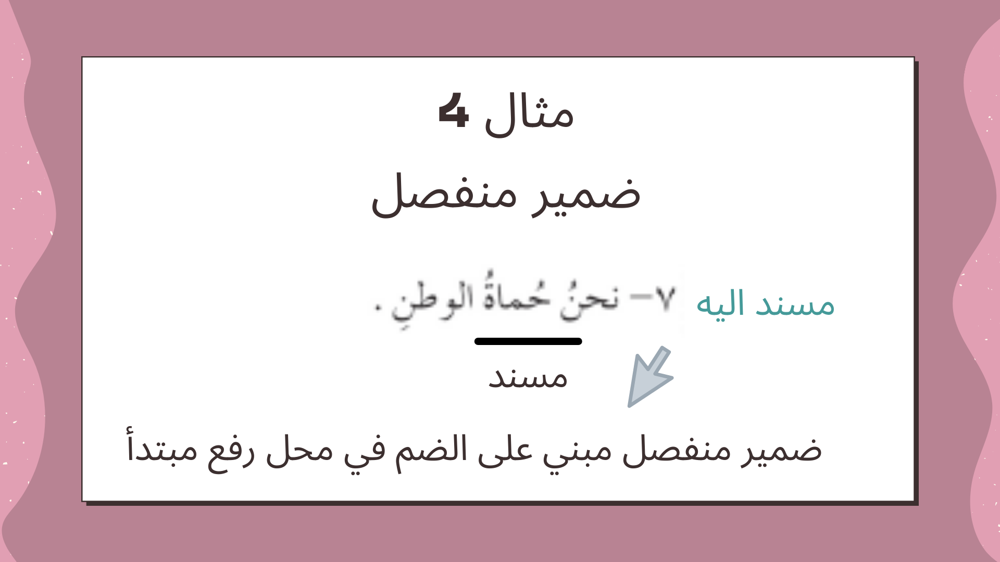 مثال 4
ضمير منفصل
مسند اليه
٧– نحنُ حُماةُ الوطنِ .
مسند
ضمير منفصل مبني على الضم في محل رفع مبتدأ